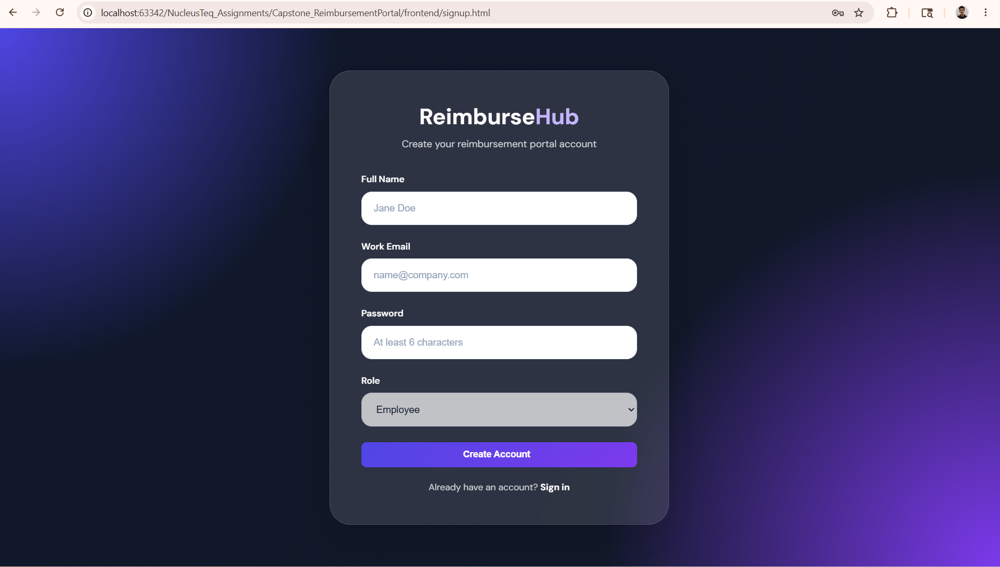 localhost:63342/NucleusTeq_Assignments/Capstone_ReimbursementPortal/frontend/signup.html
ReimburseHub
Create your reimbursement portal account
Full Name
Jane Doe
Work Email
name@company.com
Password
At least 6 characters
Role
Employee
Create Account
Already have an account? Sign in